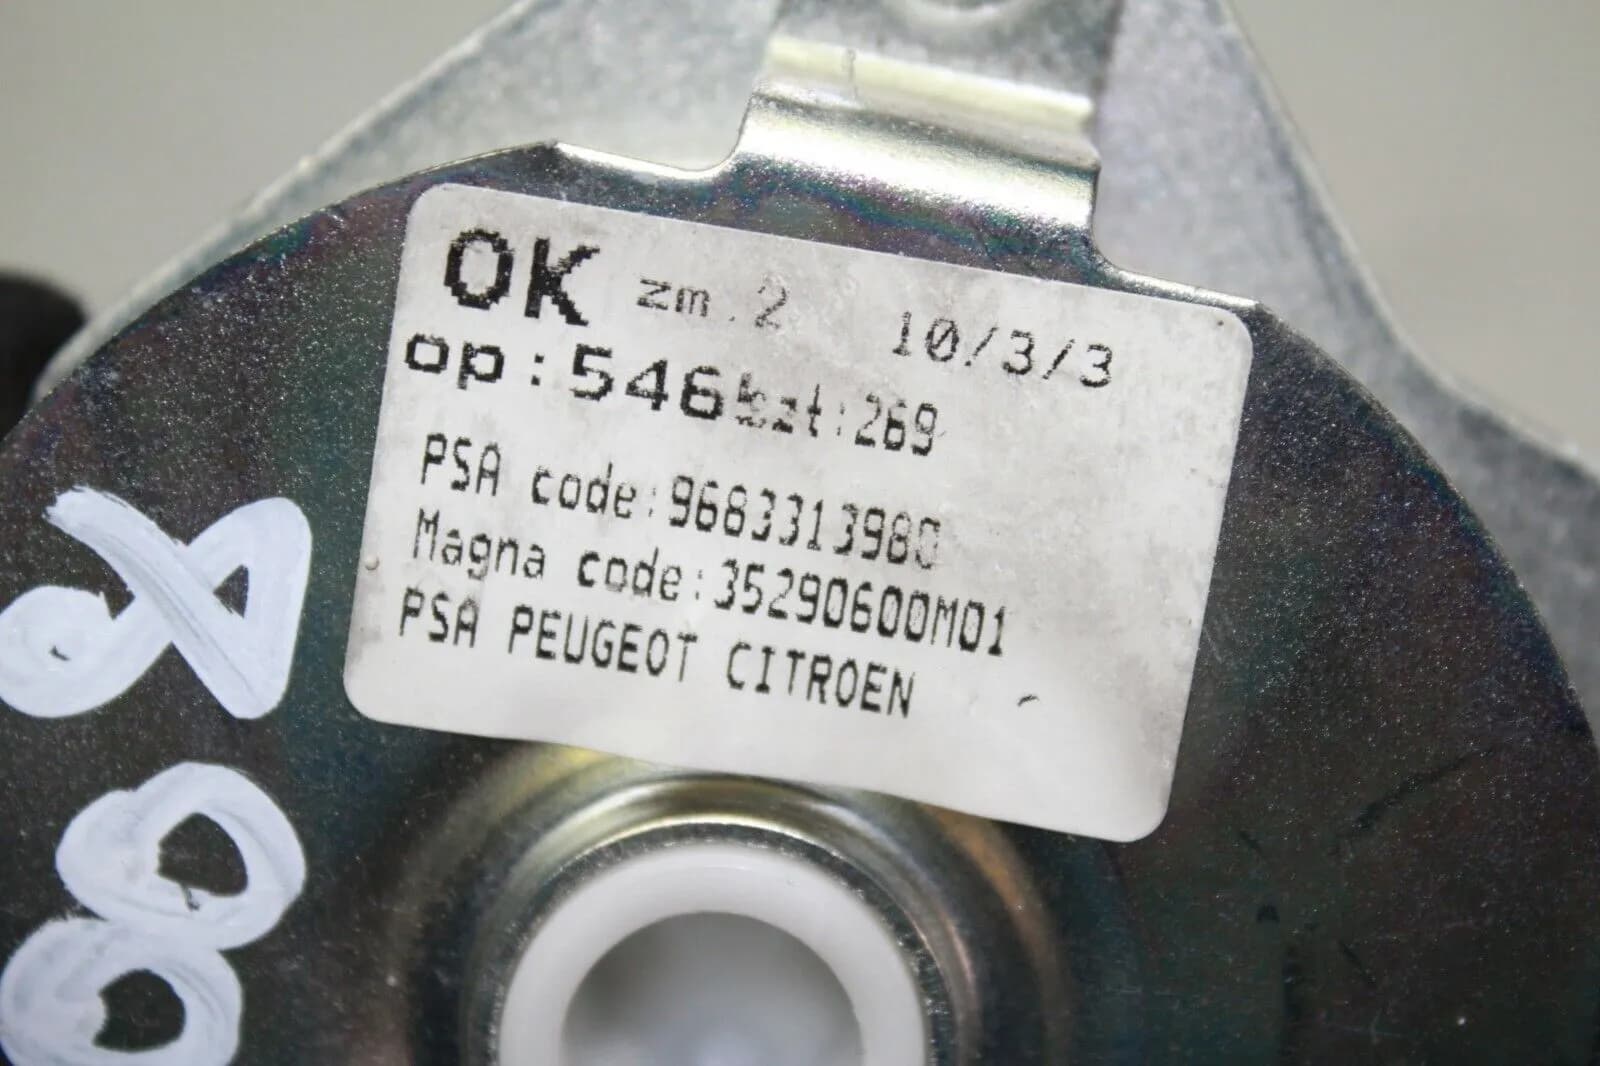 OK zm.2 10/3/3
op:546 szt:269
PSA code:9683313980
Magna code:35290600M01
PSA PEUGEOT CITROEN